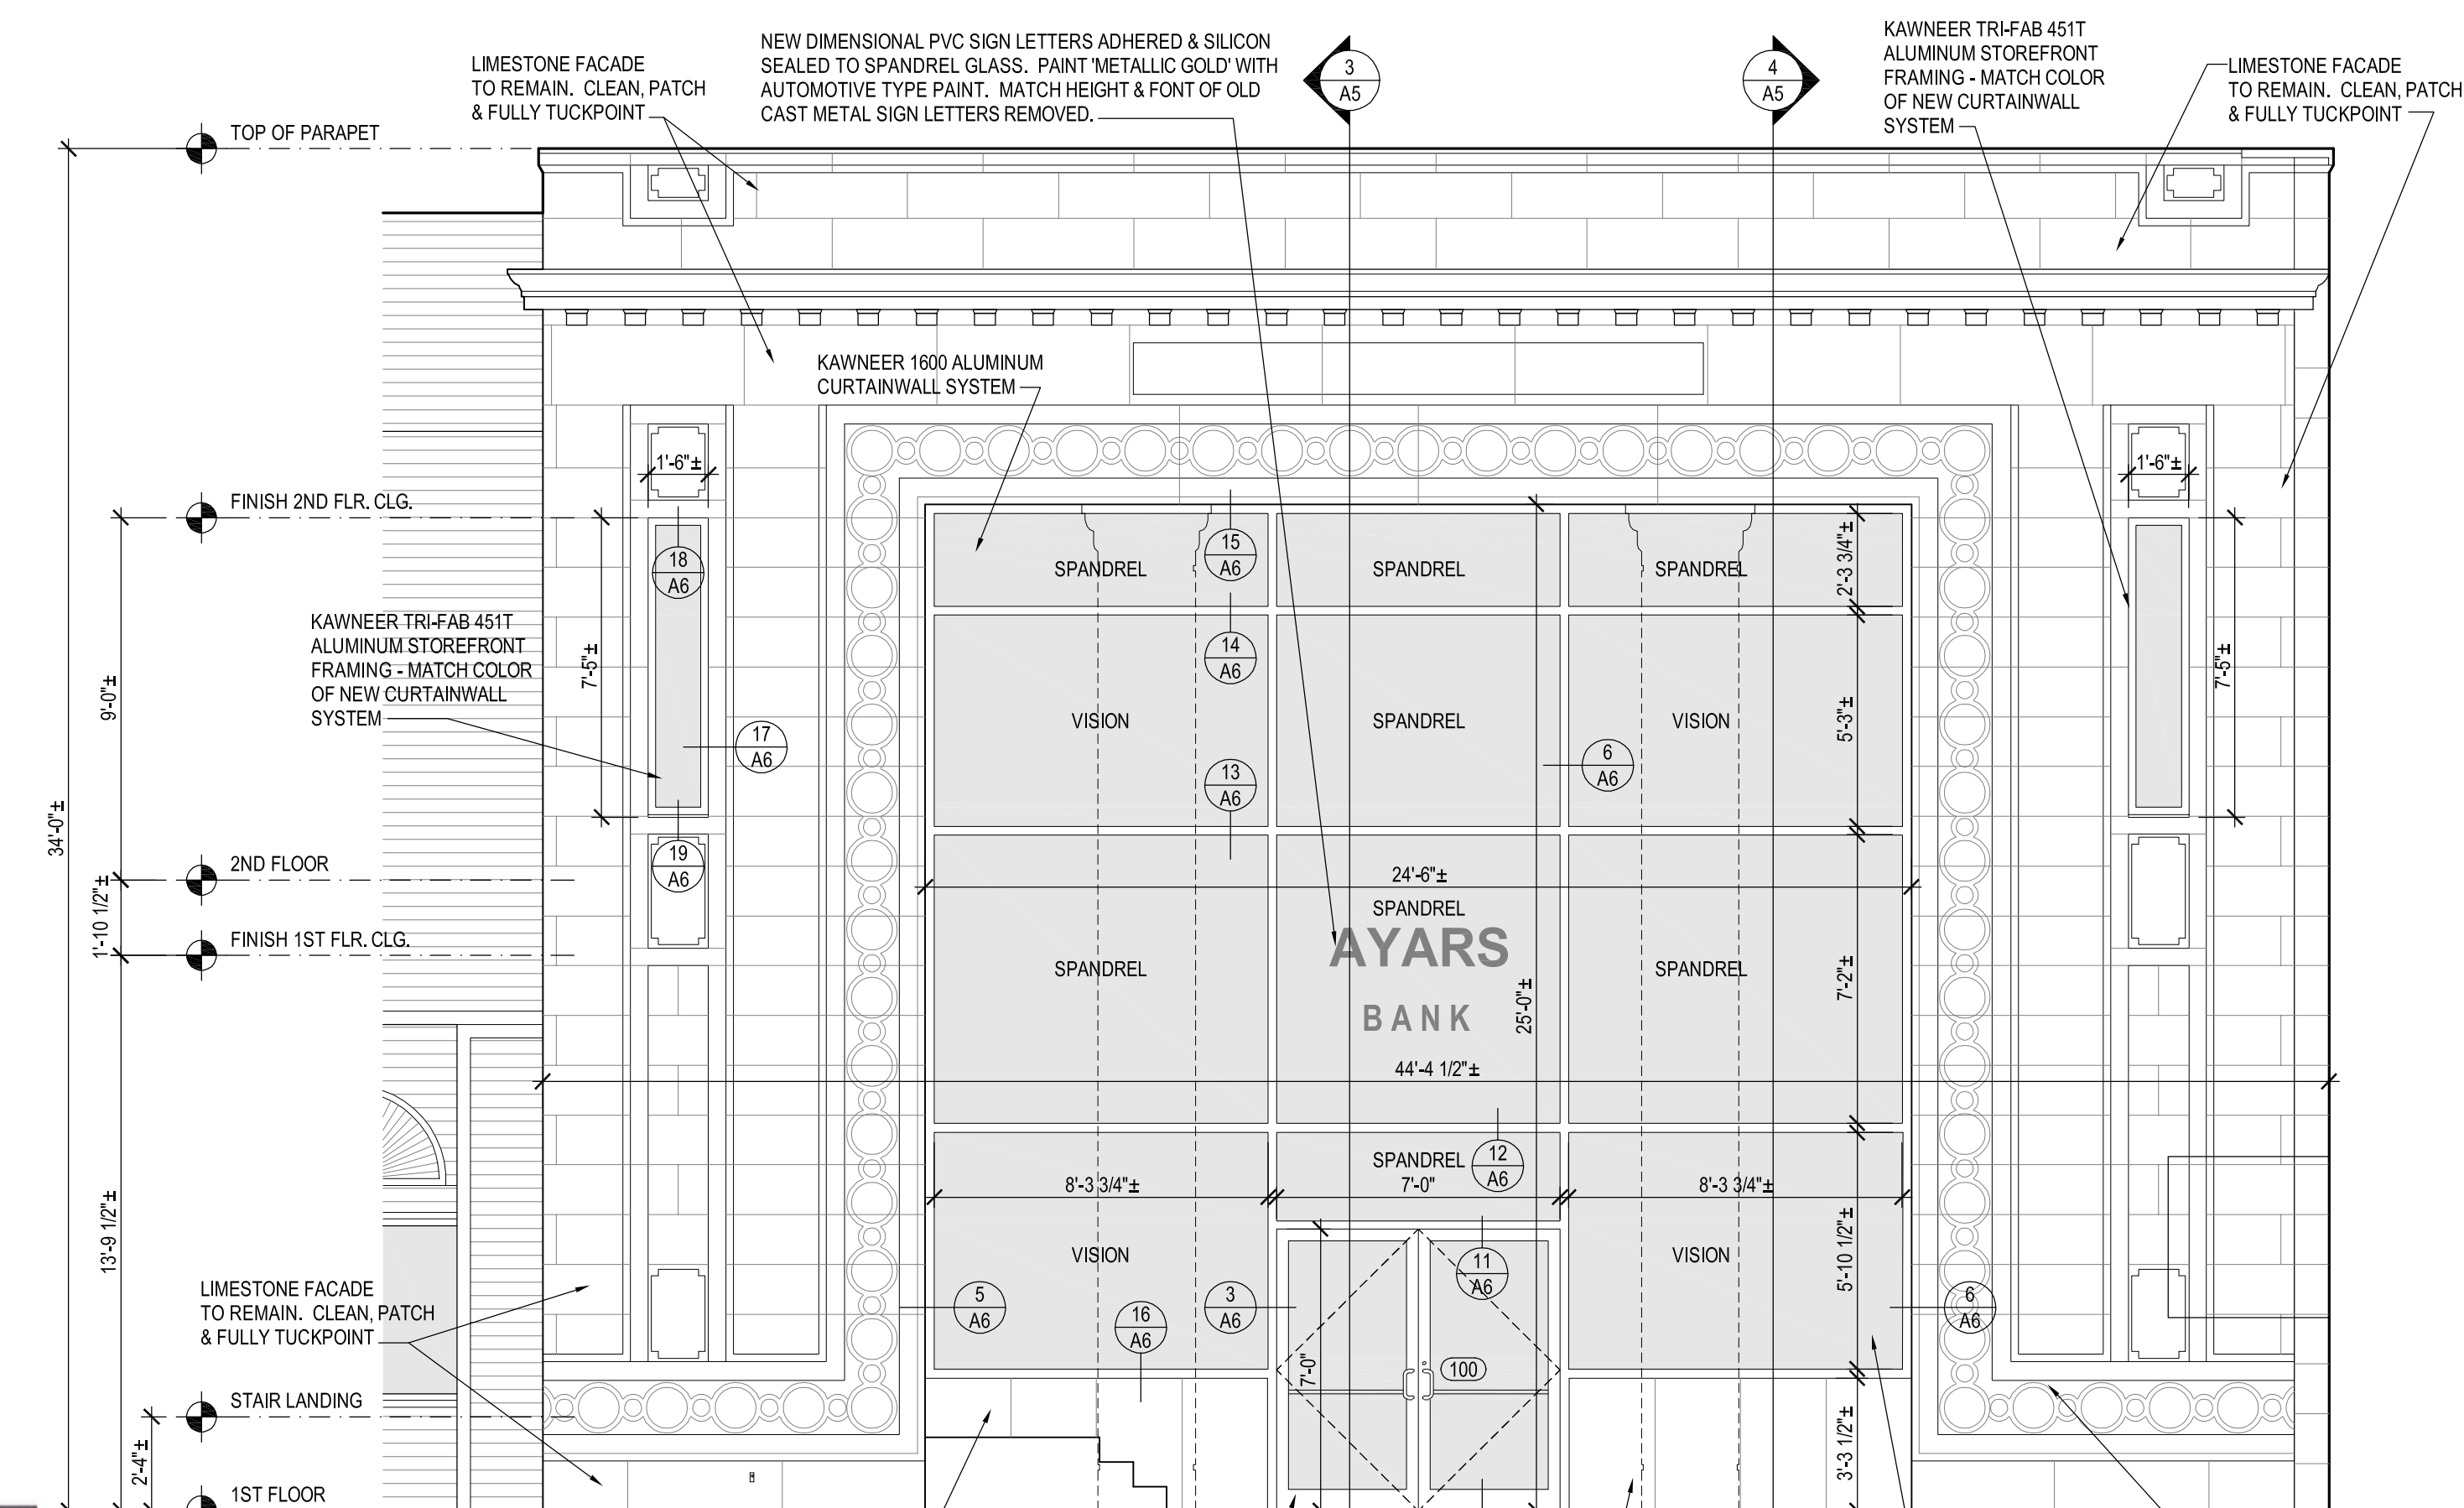 NEW DIMENSIONAL PVC SIGN LETTERS ADHERED & SILICON
SEALED TO SPANDREL GLASS.  PAINT 'METALLIC GOLD' WITH
AUTOMOTIVE TYPE PAINT.  MATCH HEIGHT & FONT OF OLD
CAST METAL SIGN LETTERS REMOVED.
LIMESTONE FACADE
TO REMAIN.  CLEAN, PATCH
& FULLY TUCKPOINT
3
A5
4
A5
KAWNEER TRI-FAB 451T
ALUMINUM STOREFRONT
FRAMING - MATCH COLOR
OF NEW CURTAINWALL
SYSTEM
LIMESTONE FACADE
TO REMAIN.  CLEAN, PATCH
& FULLY TUCKPOINT
TOP OF PARAPET
KAWNEER 1600 ALUMINUM
CURTAINWALL SYSTEM
1'-6"±
1'-6"±
FINISH 2ND FLR. CLG.
18
A6
15
A6
SPANDREL
SPANDREL
SPANDREL
2'-3 3/4"±
KAWNEER TRI-FAB 451T
ALUMINUM STOREFRONT
FRAMING - MATCH COLOR
OF NEW CURTAINWALL
SYSTEM
7'-5"±
14
A6
7'-5"±
9'-0"±
17
A6
VISION
SPANDREL
VISION
5'-3"±
13
A6
6
A6
34'-0"±
2ND FLOOR
19
A6
24'-6"±
1'-10 1/2"±
SPANDREL
AYARS
BANK
FINISH 1ST FLR. CLG.
SPANDREL
SPANDREL
7'-2"±
25'-0"±
44'-4 1/2"±
SPANDREL
12
A6
8'-3 3/4"±
7'-0"
8'-3 3/4"±
13'-9 1/2"±
VISION
11
A6
VISION
5'-10 1/2"±
LIMESTONE FACADE
TO REMAIN.  CLEAN, PATCH
& FULLY TUCKPOINT
5
A6
16
A6
3
A6
6
A6
7'-0"
100
STAIR LANDING
2'-4"±
3'-3 1/2"±
1ST FLOOR